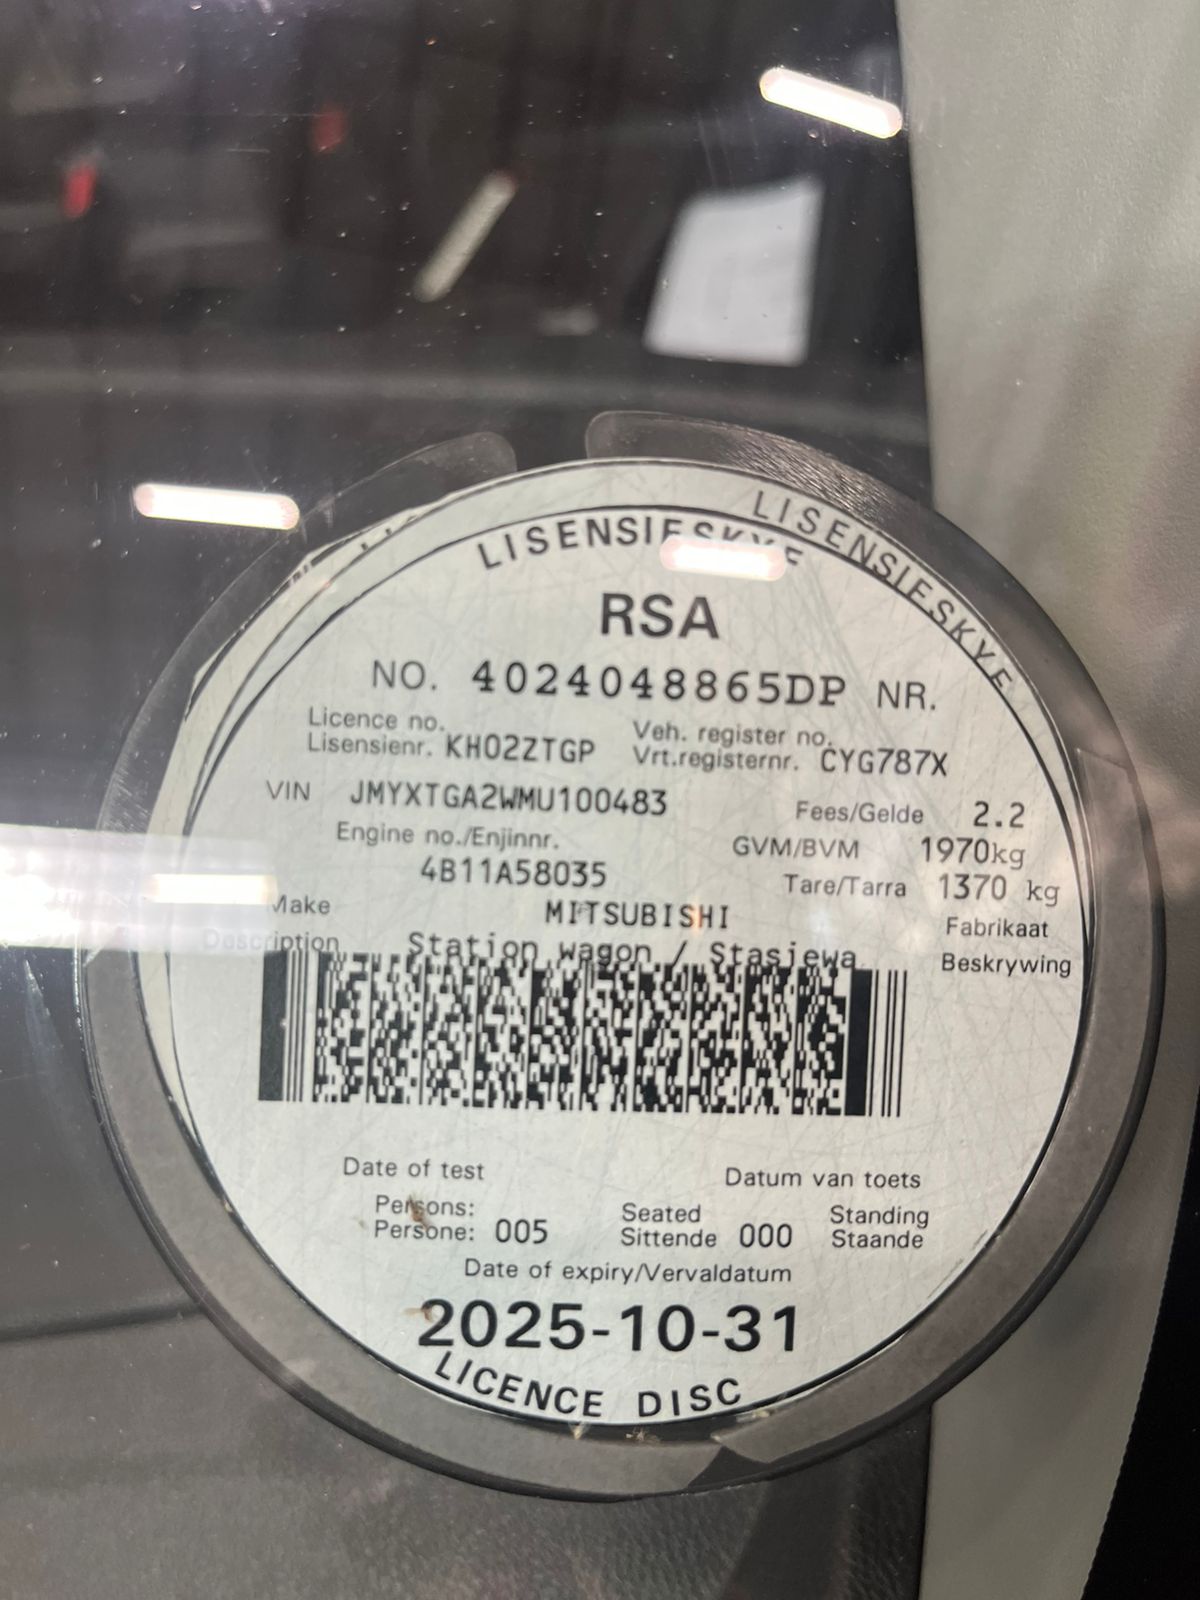 LISENSIESKYF
LISENSIESKYF
RSA
NO. 4024048865DP NR.
Licence no.
Lisensienr. KH02ZTGP
Veh. register no.
Vrt.registernr. CYG787X
VIN JMYXTGA2WMU100483
Fees/Gelde 2.2
Engine no./Enjinnr.
4B11A58035
GVM/BVM 1970kg
Tare/Tarra 1370 kg
Make MITSUBISHI Fabrikaat
Description Station wagon / Stasiewa Beskrywing
Date of test Datum van toets
Persons: Seated Standing
Persone: 005 Sittende 000 Staande
Date of expiry/Vervaldatum
2025-10-31
LICENCE DISC